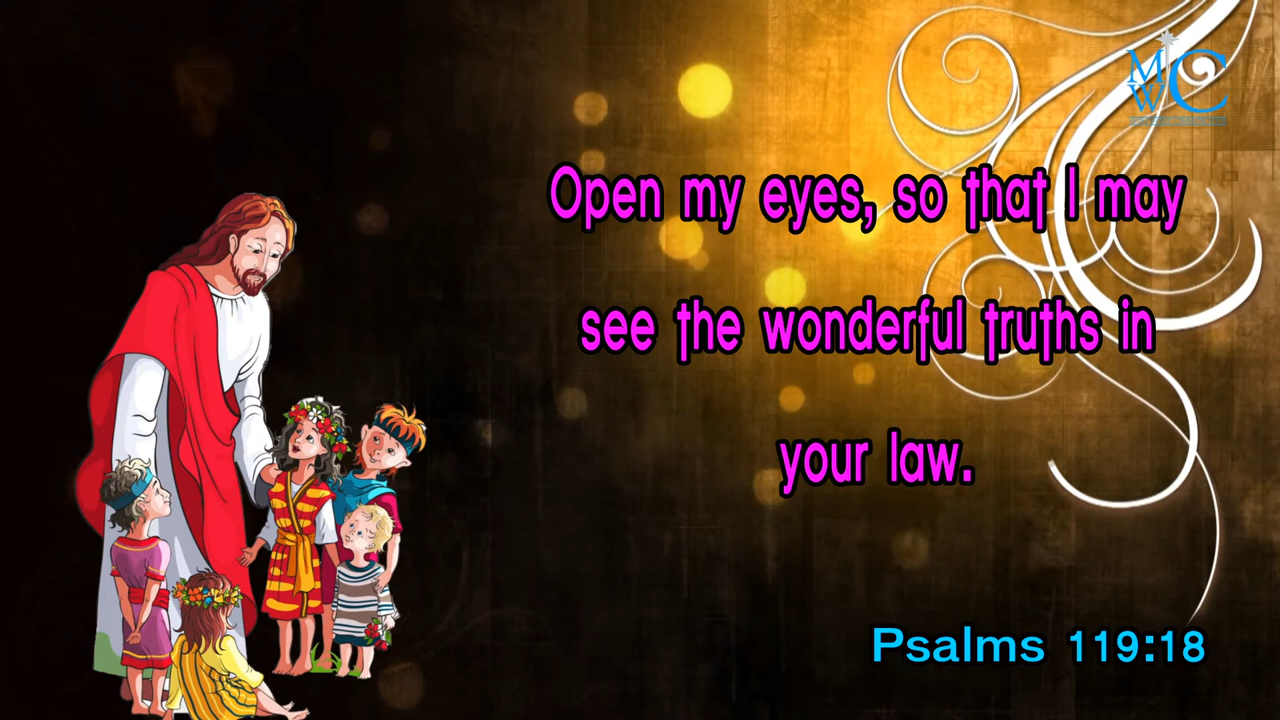 M
W C
Open my eyes, so that I may
see the wonderful truths in
your law.
Psalms 119:18